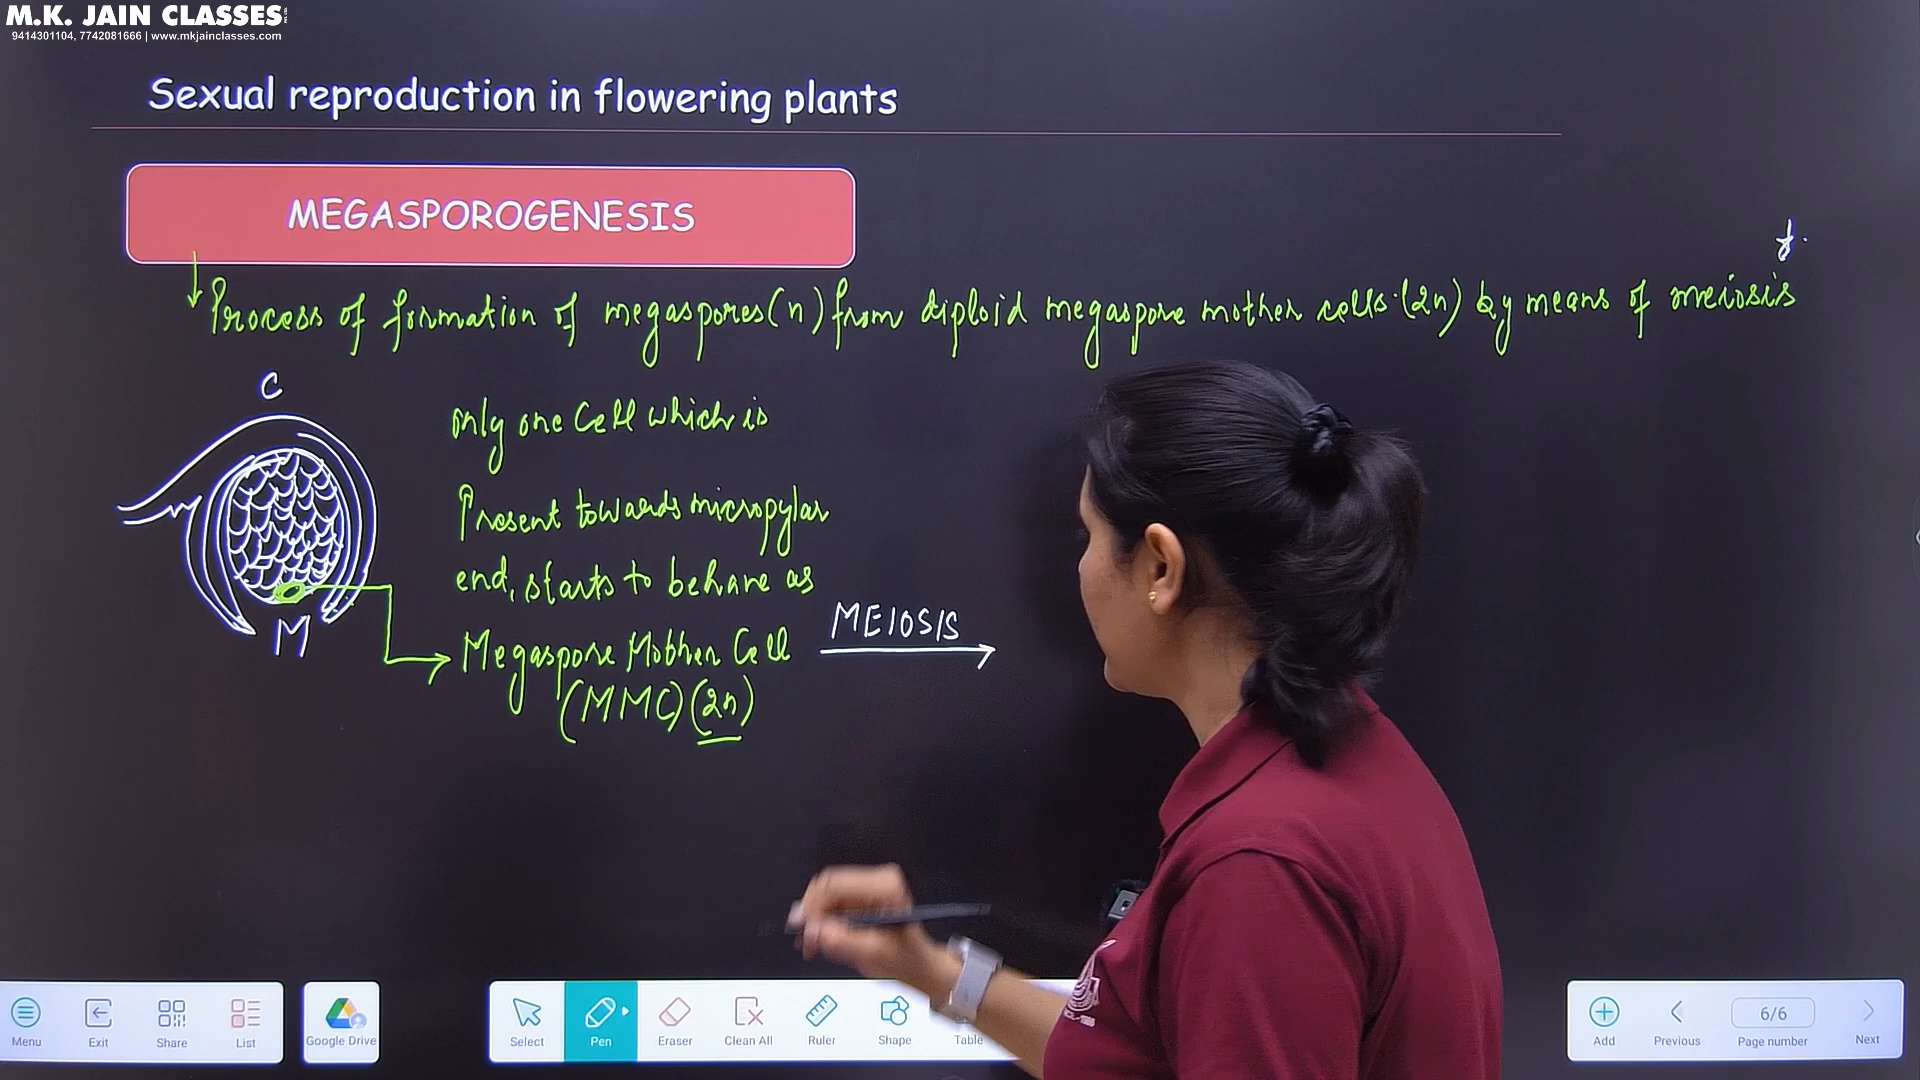 M.K. JAIN CLASSES
9414301104, 7742081666 | www.mkjainclasses.com
Sexual reproduction in flowering plants
MEGASPOROGENESIS
Process of formation of megaspores(n) from diploid megaspore mother cells (2n) by means of meiosis
C
only one cell which is
Present towards micropylar
end, starts to behave as
M
Megaspore Mother Cell
(MMC)(2n)
MEIOSIS
Menu
Exit
Share
List
Google Drive
Select
Pen
Eraser
Clean All
Ruler
Shape
Table
Add
Previous
6/6
Page number
Next